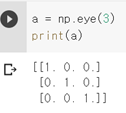 a = np.eye(3)
print(a)
[[1. 0. 0.]
[0. 1. 0.]
[0. 0. 1.]]